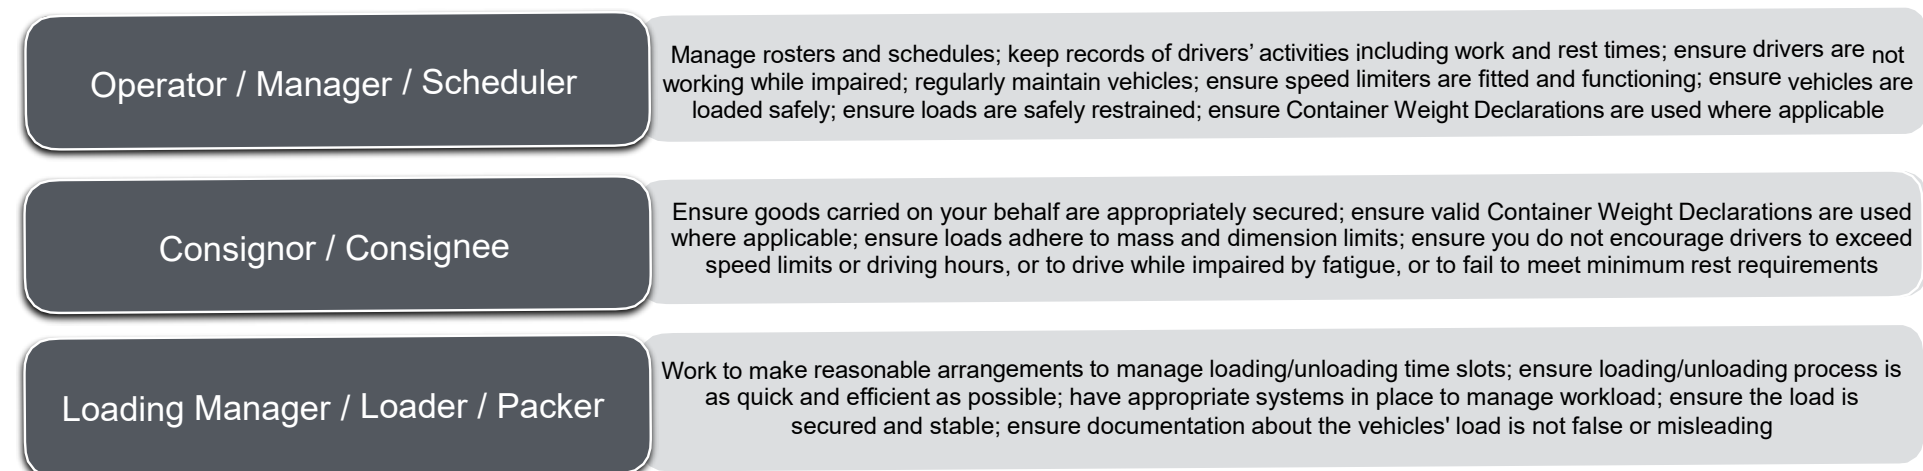 Operator / Manager / Scheduler
Manage rosters and schedules; keep records of drivers’ activities including work and rest times; ensure drivers are not
working while impaired; regularly maintain vehicles; ensure speed limiters are fitted and functioning; ensure vehicles are
loaded safely; ensure loads are safely restrained; ensure Container Weight Declarations are used where applicable
Consignor / Consignee
Ensure goods carried on your behalf are appropriately secured; ensure valid Container Weight Declarations are used
where applicable; ensure loads adhere to mass and dimension limits; ensure you do not encourage drivers to exceed
speed limits or driving hours, or to drive while impaired by fatigue, or to fail to meet minimum rest requirements
Loading Manager / Loader / Packer
Work to make reasonable arrangements to manage loading/unloading time slots; ensure loading/unloading process is
as quick and efficient as possible; have appropriate systems in place to manage workload; ensure the load is
secured and stable; ensure documentation about the vehicles' load is not false or misleading